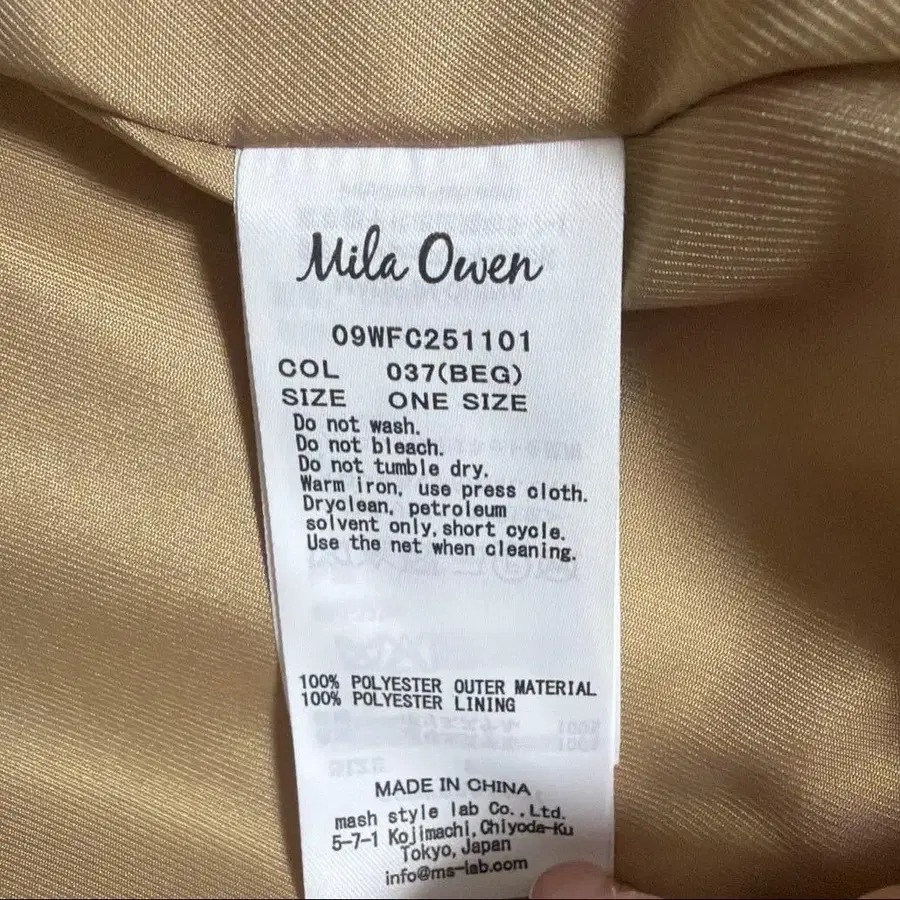 Mila Owen
09WFC251101
COL 037(BEG)
SIZE ONE SIZE
Do not wash.
Do not bleach.
Do not tumble dry.
Warm iron, use press cloth.
Dryclean, petroleum
solvent only,short cycle.
Use the net when cleaning.
100% POLYESTER OUTER MATERIAL
100% POLYESTER LINING
MADE IN CHINA
mash style lab Co.,Ltd.
5-7-1 Kojimachi,Chiyoda-Ku
Tokyo,Japan
info@ms-lab.com